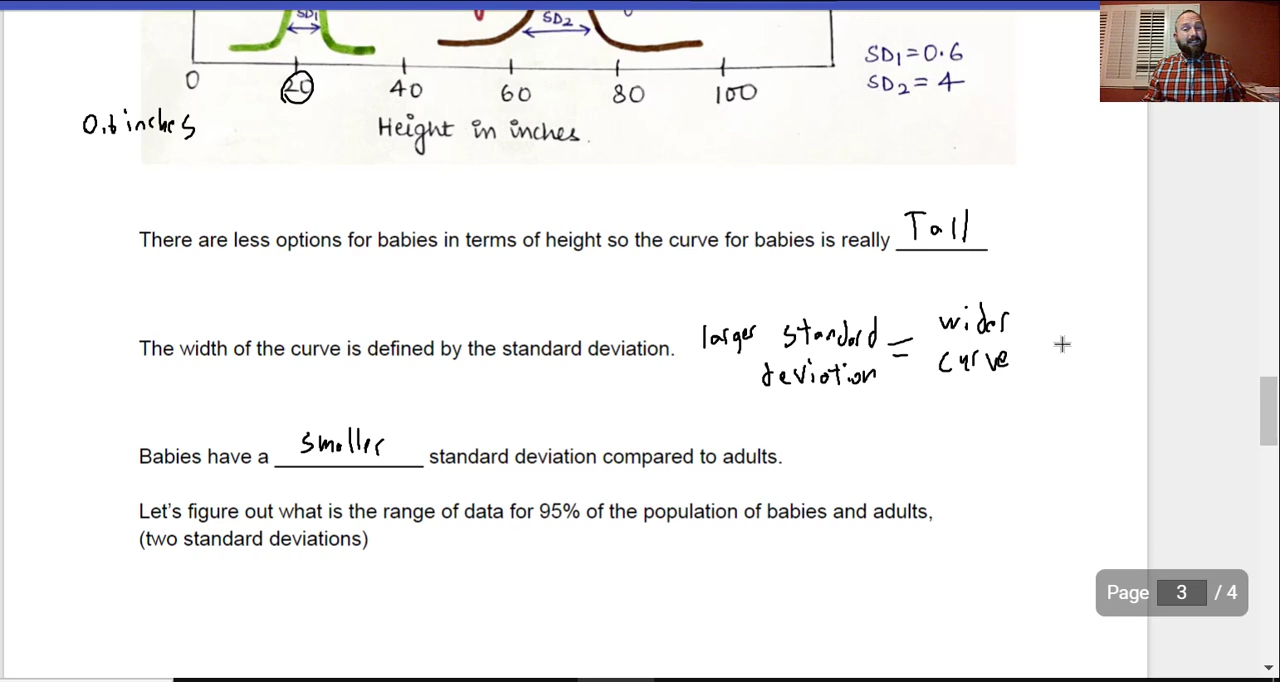 SD1
SD2
SD1=0.6
SD2=4
0 20 40 60 80 100
0.6 inches
Height in inches.
There are less options for babies in terms of height so the curve for babies is really Tall
The width of the curve is defined by the standard deviation. larger standard deviation = wider curve
Babies have a smaller standard deviation compared to adults.
Let's figure out what is the range of data for 95% of the population of babies and adults,
(two standard deviations)
Page 3 / 4